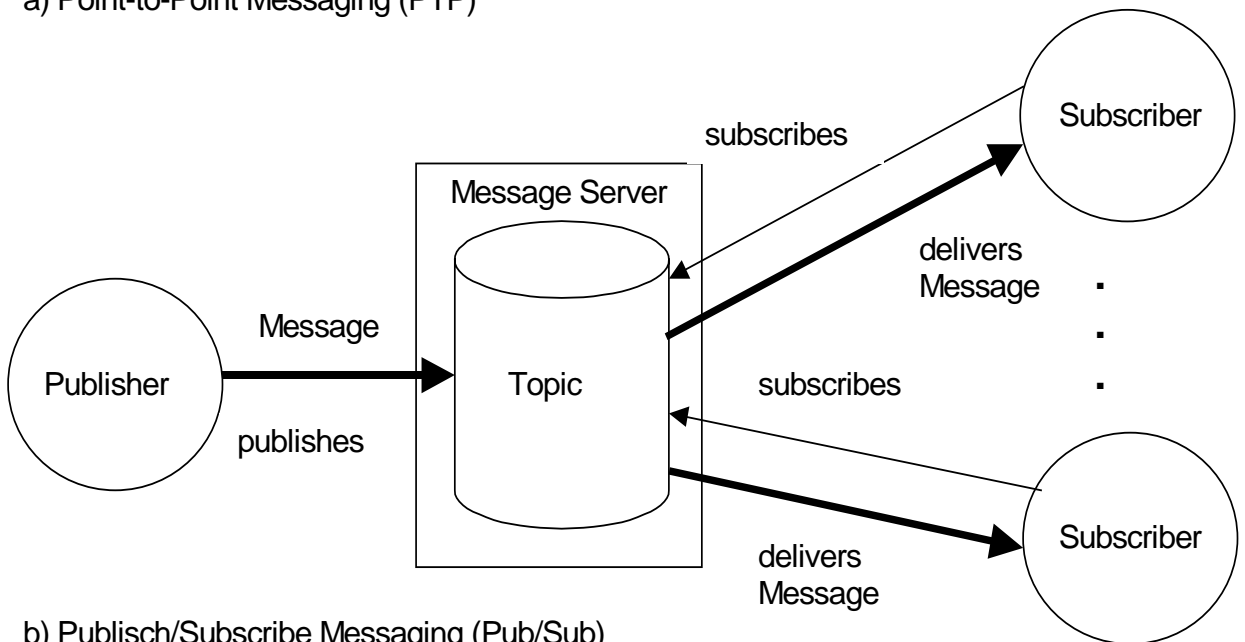 a) Point-to-Point Messaging (PTP)
Subscriber
subscribes
Message Server
delivers
Message
Message
Publisher
Topic
subscribes
publishes
Subscriber
delivers
Message
b) Publisch/Subscribe Messaging (Pub/Sub)